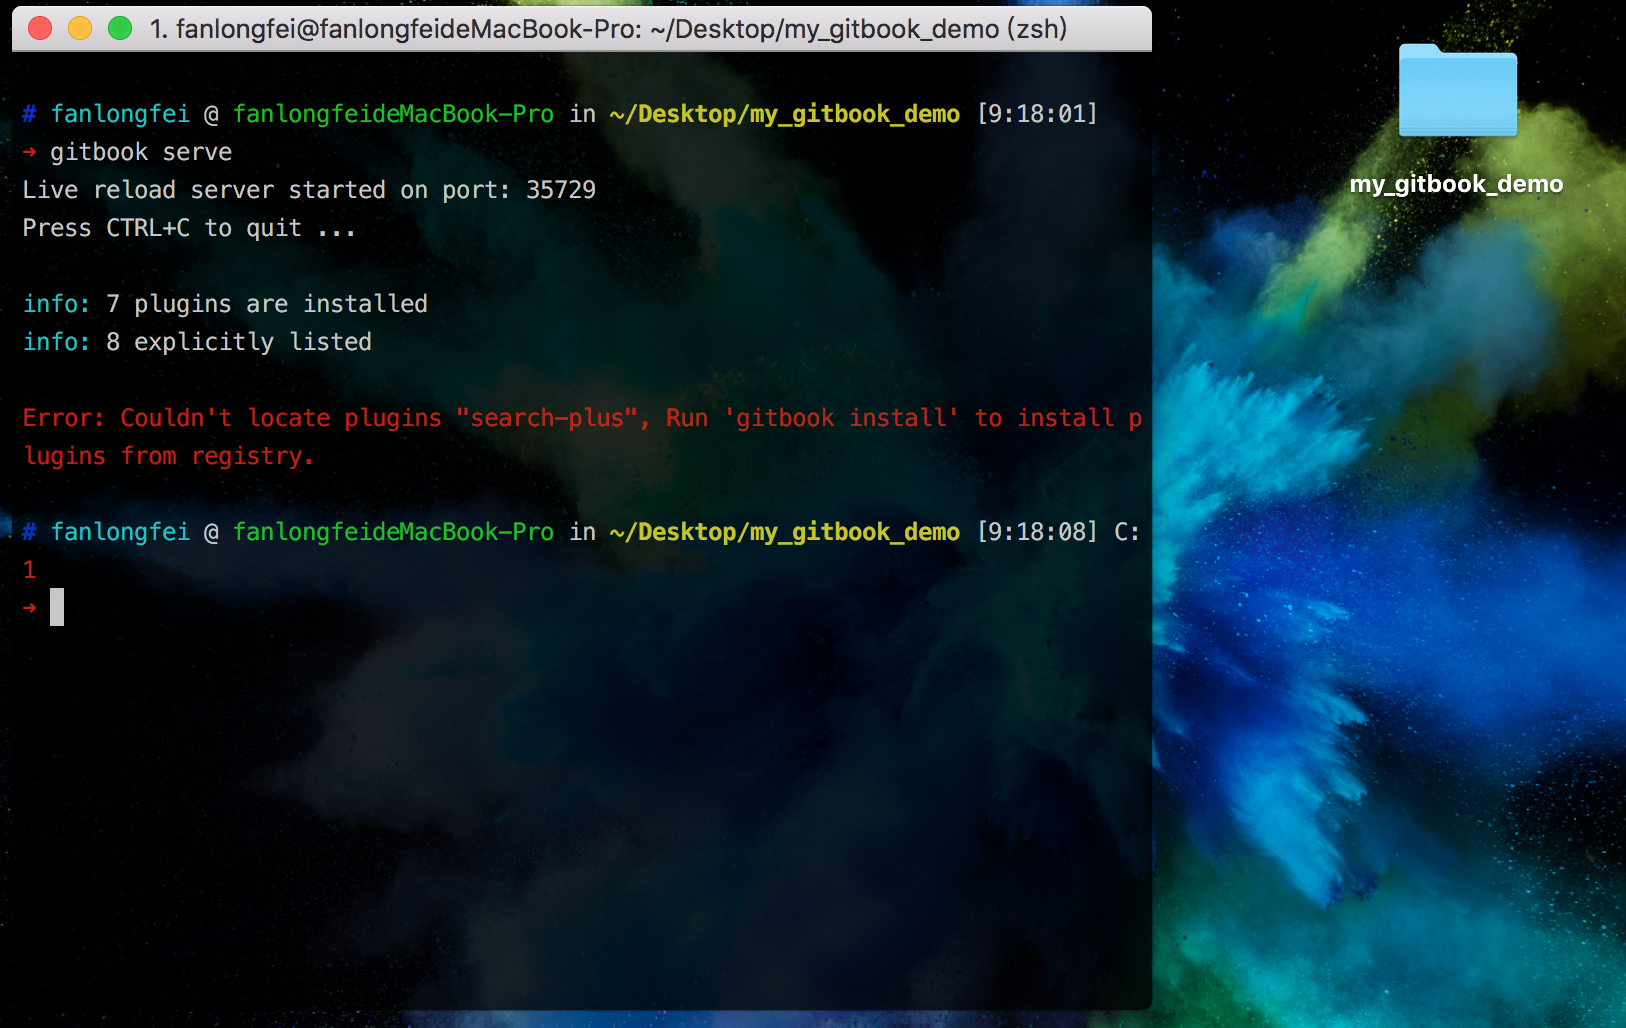 1. fanlongfei@fanlongfeideMacBook-Pro: ~/Desktop/my_gitbook_demo (zsh)
# fanlongfei @ fanlongfeideMacBook-Pro in ~/Desktop/my_gitbook_demo [9:18:01]
→ gitbook serve
Live reload server started on port: 35729
Press CTRL+C to quit ...
info: 7 plugins are installed
info: 8 explicitly listed
Error: Couldn't locate plugins "search-plus", Run 'gitbook install' to install p
lugins from registry.
# fanlongfei @ fanlongfeideMacBook-Pro in ~/Desktop/my_gitbook_demo [9:18:08] C:
1
→
my_gitbook_demo